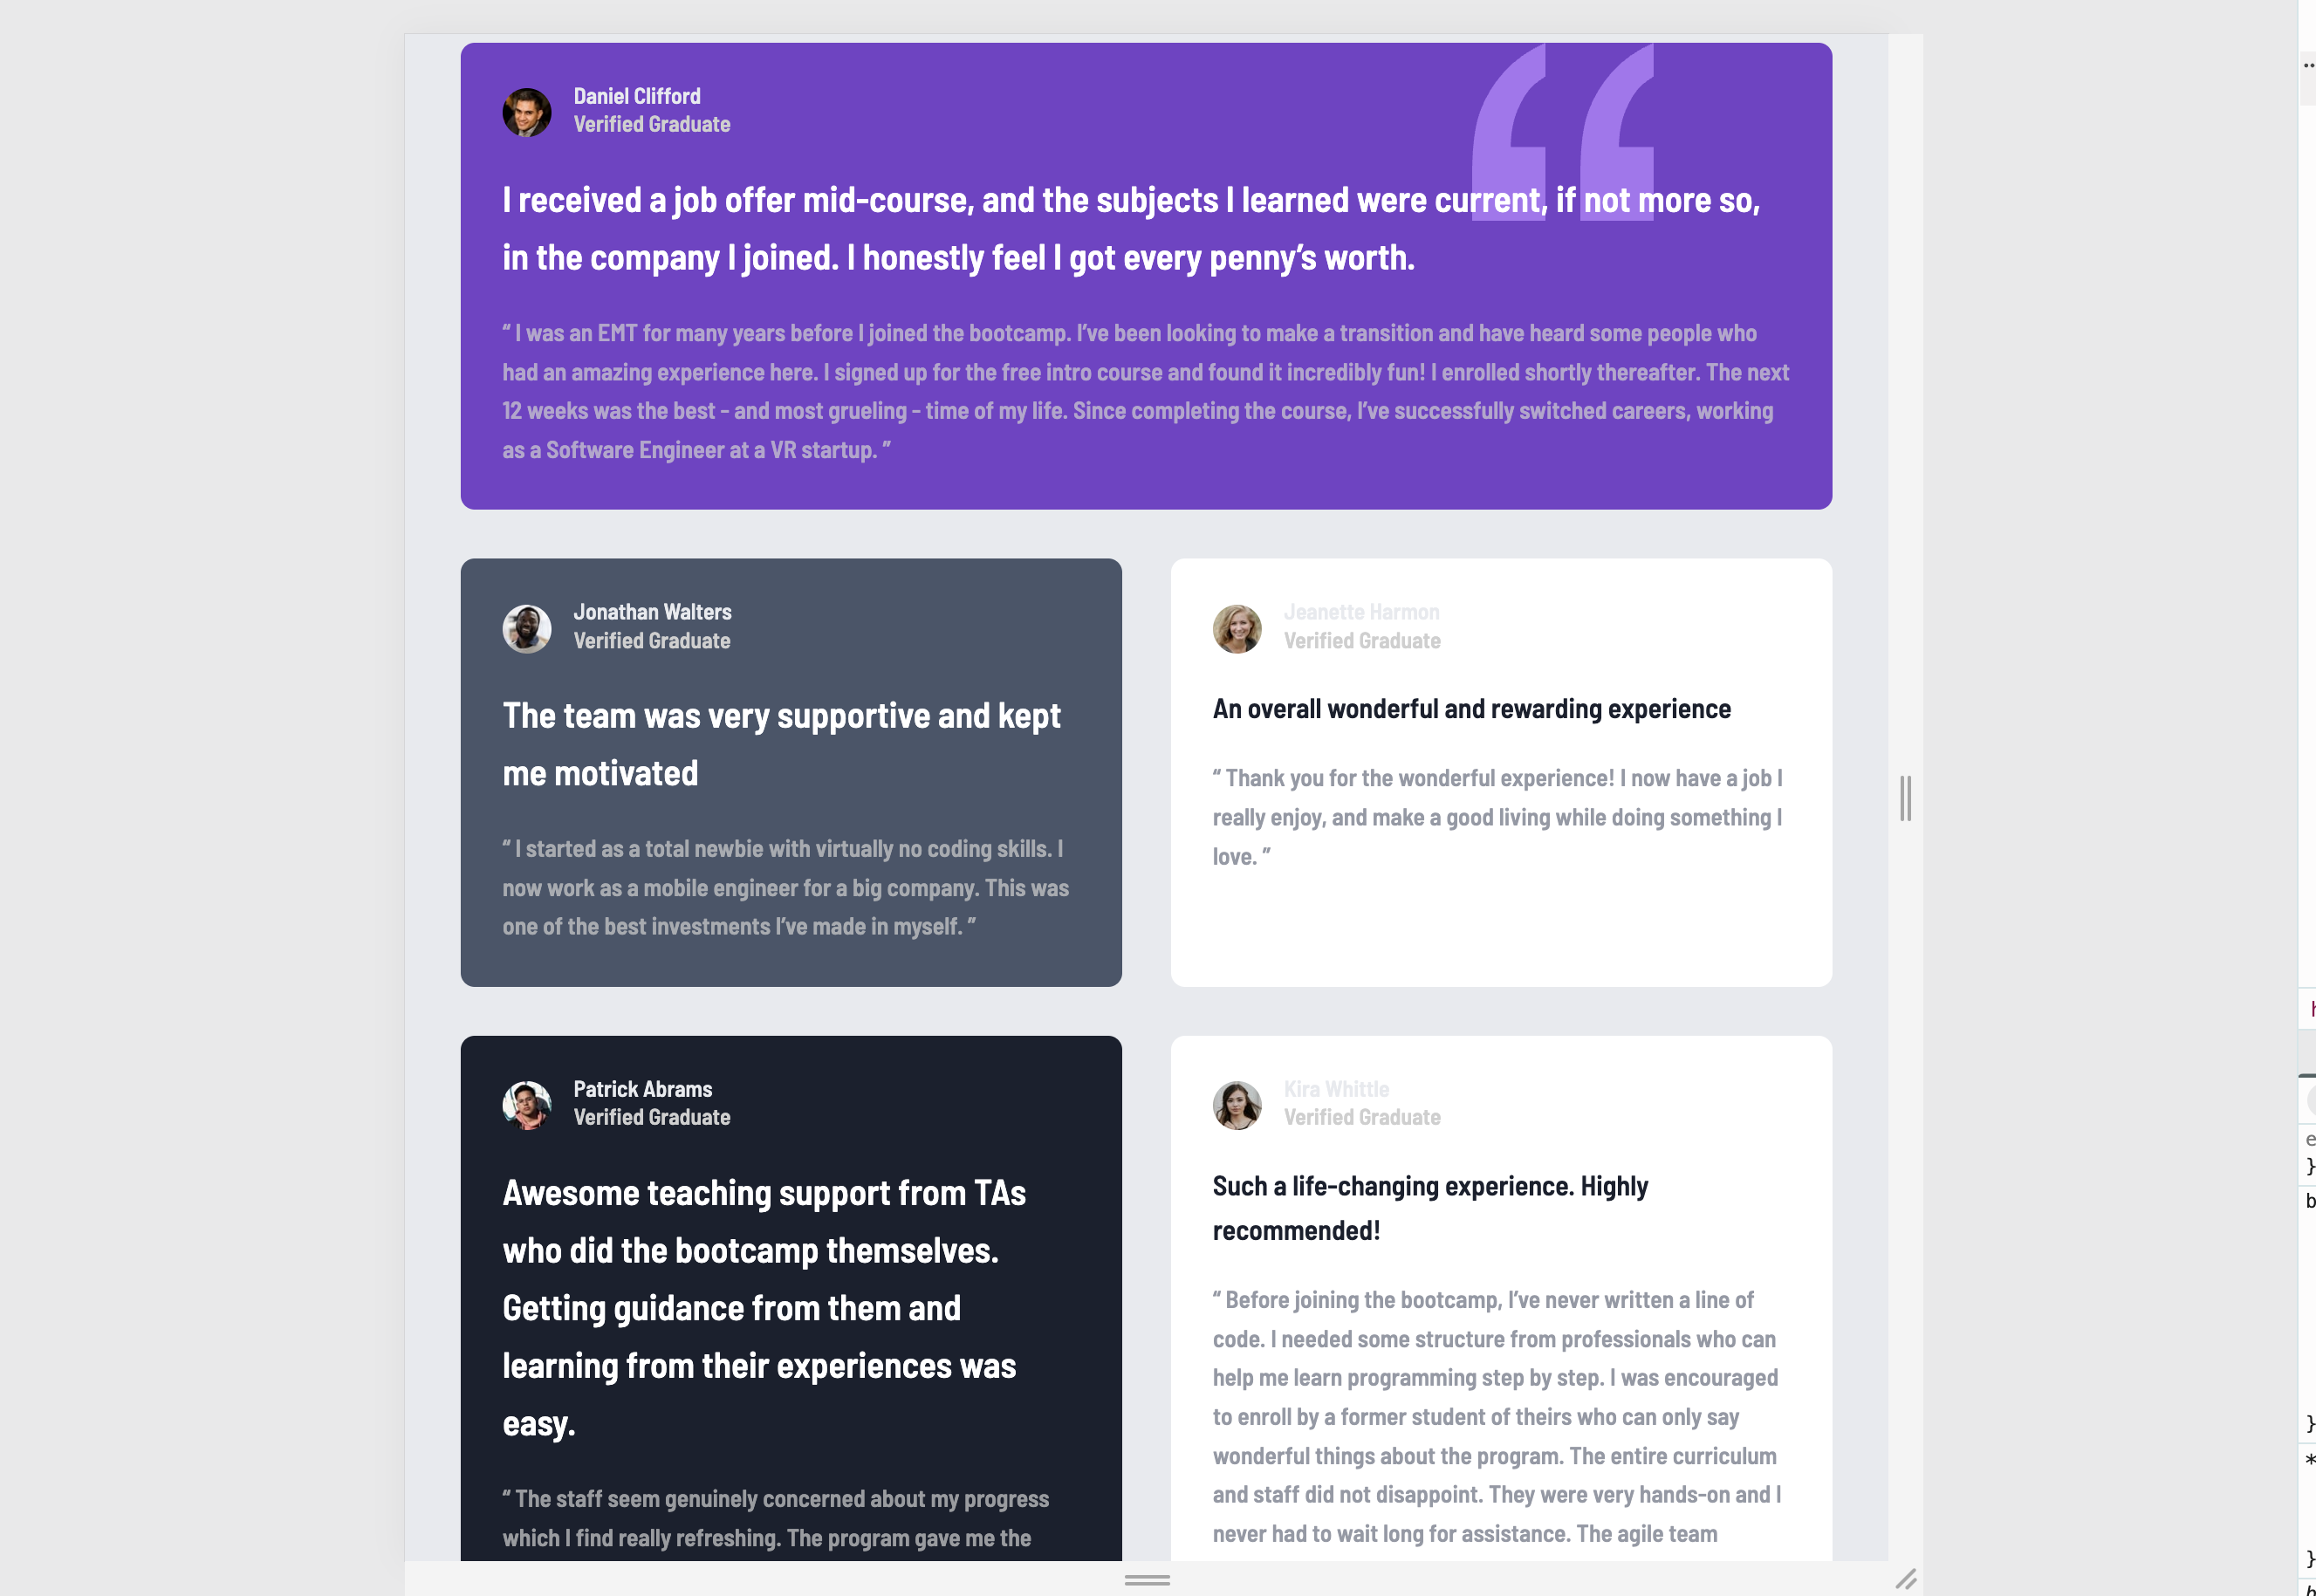 Daniel Clifford
Verified Graduate
I received a job offer mid-course, and the subjects I learned were current, if not more so,
in the company I joined. I honestly feel I got every penny’s worth.
“ I was an EMT for many years before I joined the bootcamp. I’ve been looking to make a transition and have heard some people who
had an amazing experience here. I signed up for the free intro course and found it incredibly fun! I enrolled shortly thereafter. The next
12 weeks was the best - and most grueling - time of my life. Since completing the course, I’ve successfully switched careers, working
as a Software Engineer at a VR startup. ”
Jonathan Walters
Verified Graduate
The team was very supportive and kept
me motivated
“ I started as a total newbie with virtually no coding skills. I
now work as a mobile engineer for a big company. This was
one of the best investments I’ve made in myself. ”
Jeanette Harmon
Verified Graduate
An overall wonderful and rewarding experience
“ Thank you for the wonderful experience! I now have a job I
really enjoy, and make a good living while doing something I
love. ”
Patrick Abrams
Verified Graduate
Awesome teaching support from TAs
who did the bootcamp themselves.
Getting guidance from them and
learning from their experiences was
easy.
“ The staff seem genuinely concerned about my progress
which I find really refreshing. The program gave me the
Kira Whittle
Verified Graduate
Such a life-changing experience. Highly
recommended!
“ Before joining the bootcamp, I’ve never written a line of
code. I needed some structure from professionals who can
help me learn programming step by step. I was encouraged
to enroll by a former student of theirs who can only say
wonderful things about the program. The entire curriculum
and staff did not disappoint. They were very hands-on and I
never had to wait long for assistance. The agile team